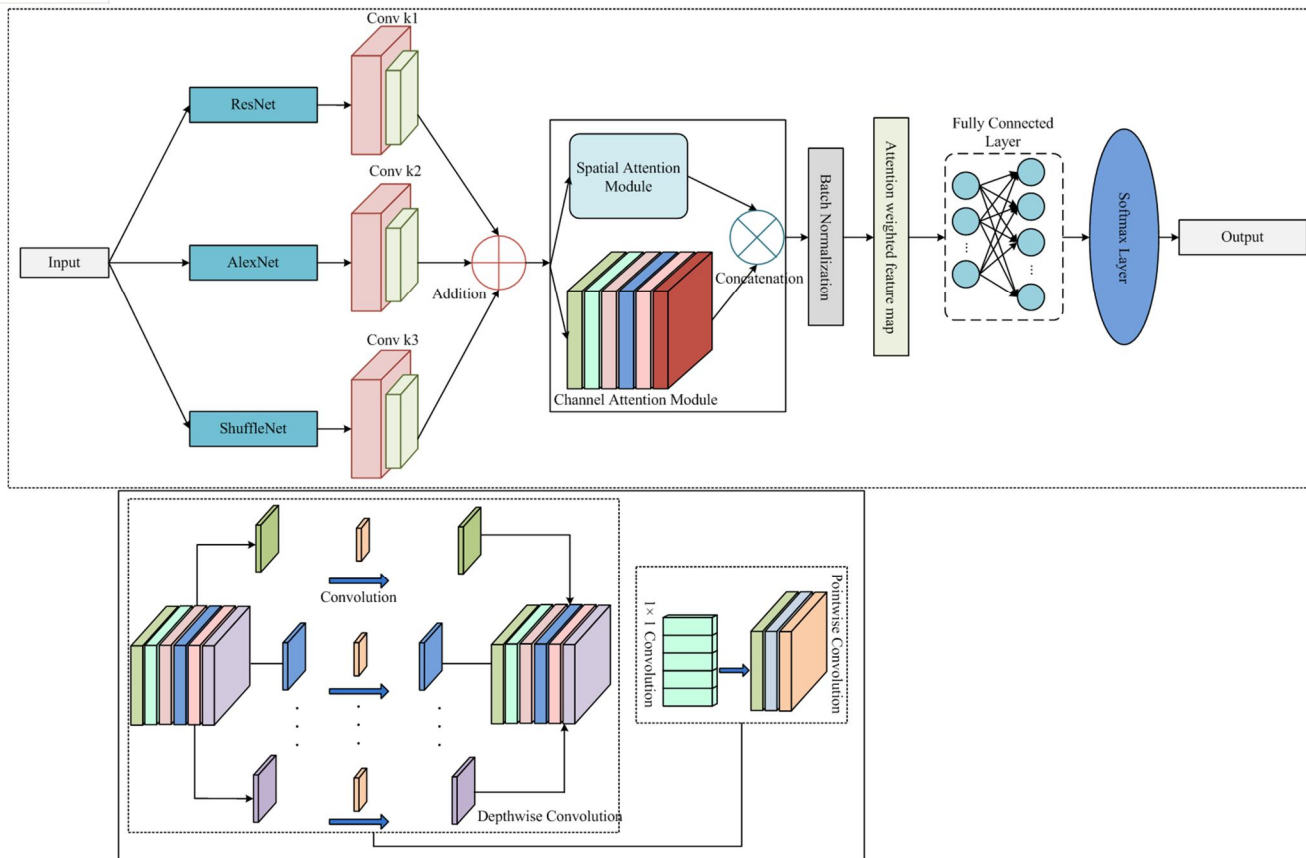 Conv k1
ResNet
Conv k2
Input
AlexNet
Addition
Conv k3
ShuffleNet
Spatial Attention
Module
Concatenation
Channel Attention Module
Batch Normalization
Attention weighted feature map
Fully Connected
Layer
...
...
Softmax Layer
Output
Convolution
Depthwise Convolution
1×1 Convolution
Pointwise Convolution